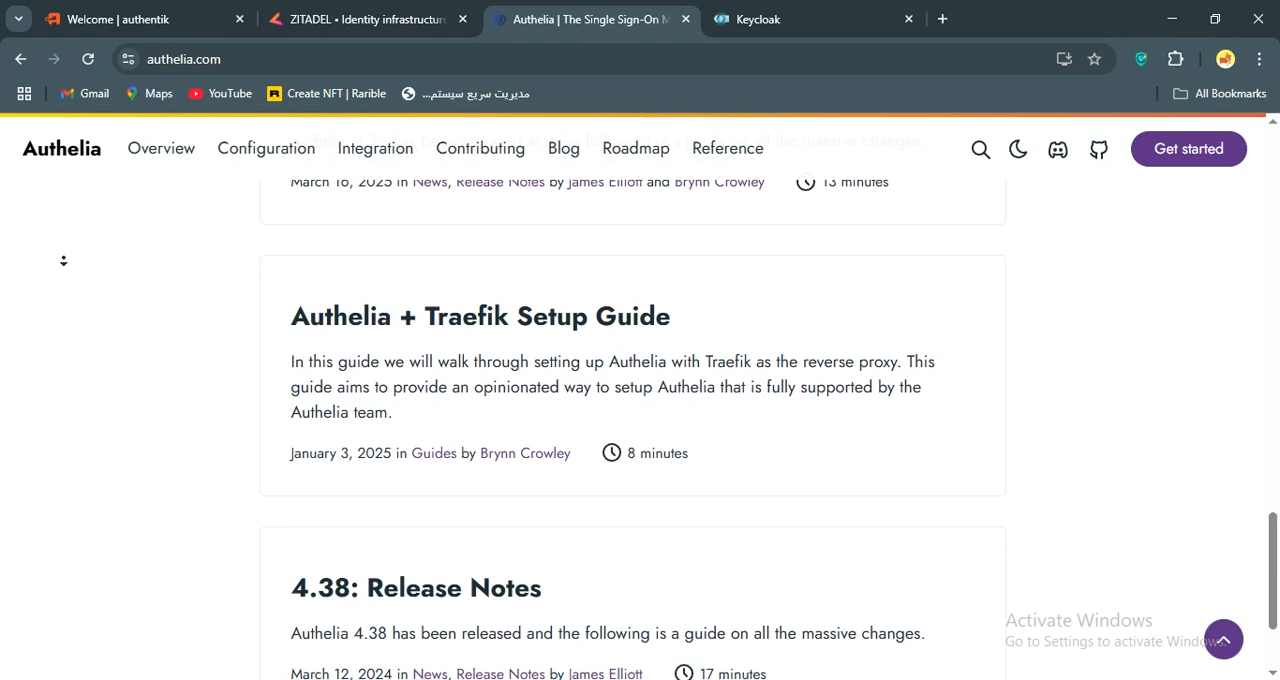 Welcome | authentik
ZITADEL • Identity infrastructure
Authelia | The Single Sign-On M
Keycloak
authelia.com
Gmail
Maps
YouTube
Create NFT | Rarible
مدیریت سریع سیستم...
All Bookmarks
Authelia
Overview
Configuration
Integration
Contributing
Blog
Roadmap
Reference
Get started
all the massive changes.
March 16, 2025 in News, Release Notes by James Elliott and Brynn Crowley
13 minutes
Authelia + Traefik Setup Guide
In this guide we will walk through setting up Authelia with Traefik as the reverse proxy. This
guide aims to provide an opinionated way to setup Authelia that is fully supported by the
Authelia team.
January 3, 2025 in Guides by Brynn Crowley
8 minutes
4.38: Release Notes
Authelia 4.38 has been released and the following is a guide on all the massive changes.
March 12, 2024 in News, Release Notes by James Elliott
17 minutes
Activate Windows
Go to Settings to activate Windows.